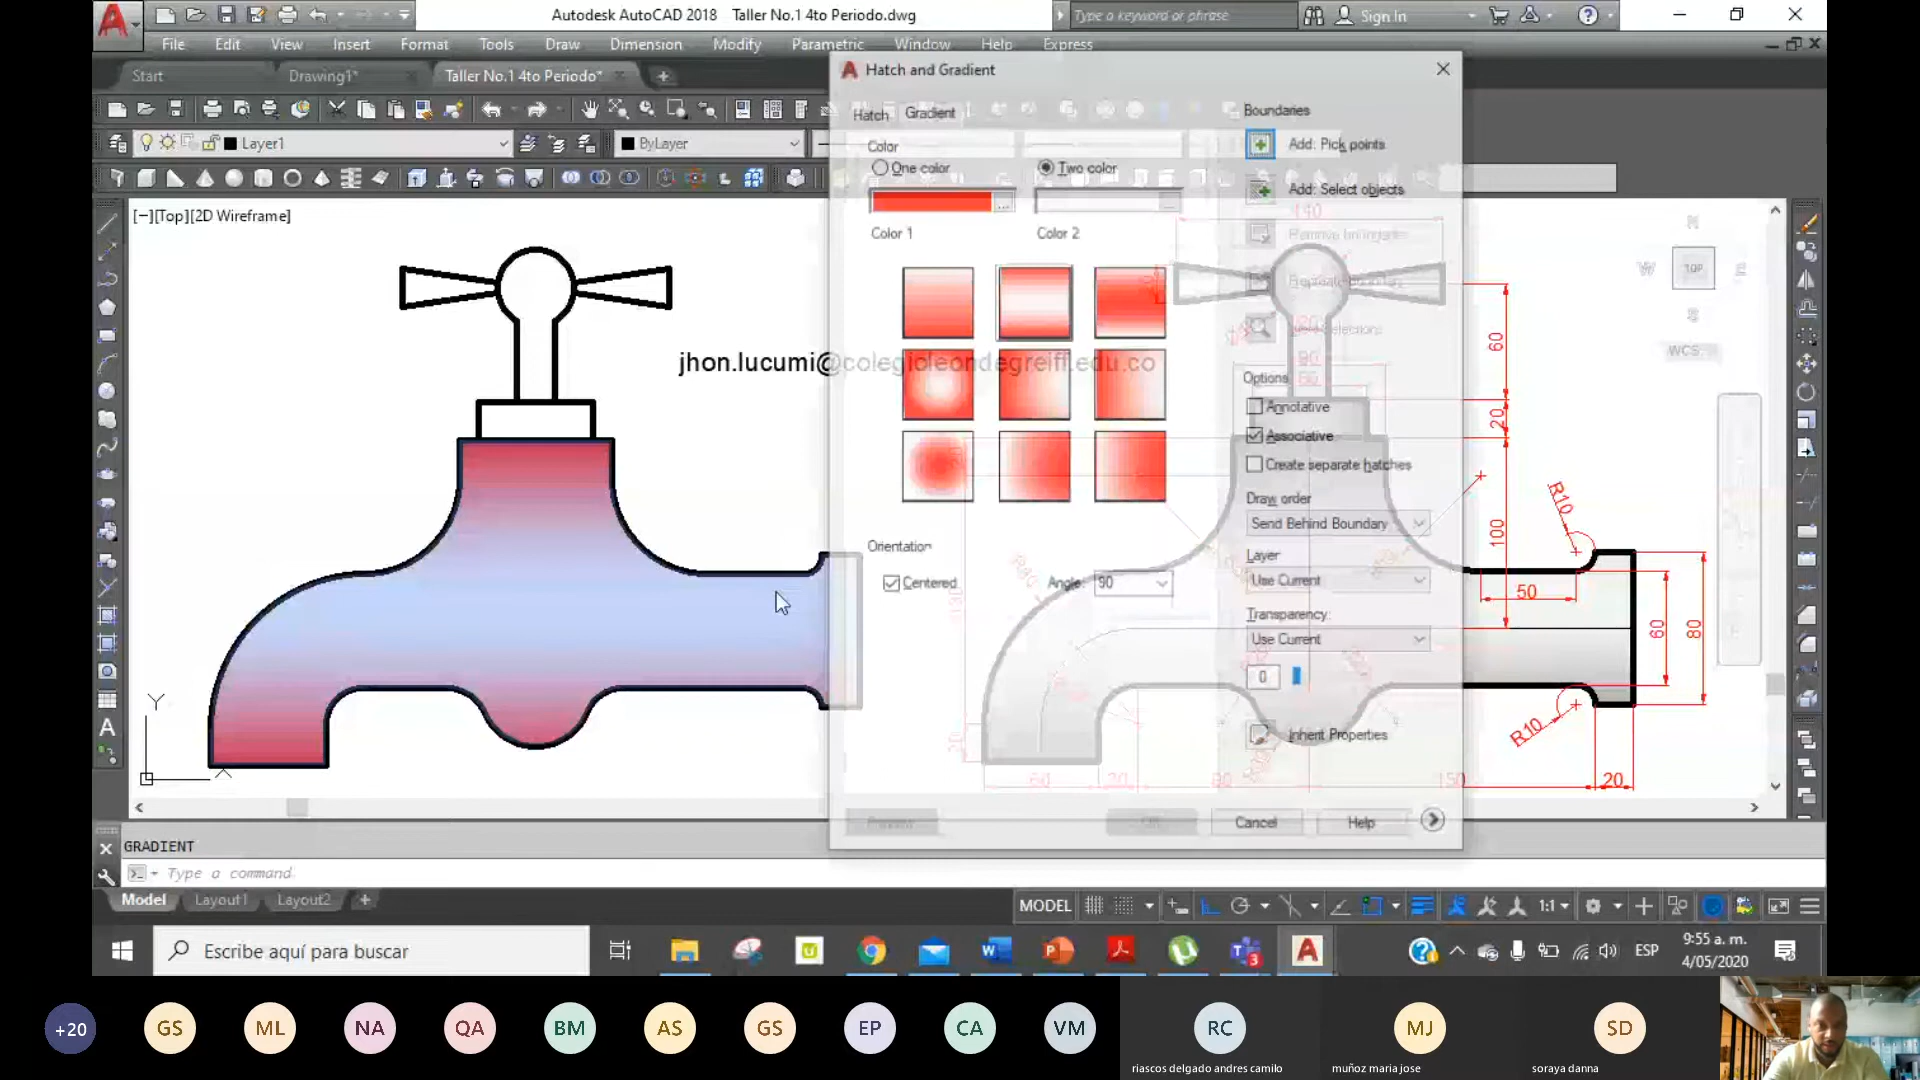 Autodesk AutoCAD 2018 Taller No.1 4to Periodo.dwg
Type a keyword or phrase
Sign In
File Edit View Insert Format Tools Draw Dimension Modify Parametric Window Help Express
Start Drawing1* Taller No.1 4to Periodo*
Hatch and Gradient
Layer1
ByLayer
[−][Top][2D Wireframe]
Hatch Gradient
Color
One color Two color
Color 1 Color 2
jhon.lucumi@colegioleondegreiff.edu.co
Orientation
Centered
Angle: 90
Boundaries
Add: Pick points
Add: Select objects
Remove boundaries
Options
Annotative
Associative
Create separate hatches
Draw order
Send Behind Boundary
Layer
Use Current
Transparency:
Use Current
0
Inherit Properties
Cancel Help
140
60
20
100
R10
50
60
80
R10
150
20
TOP
WCS
Y
GRADIENT
Type a command
Model Layout1 Layout2
MODEL
1:1
Escribe aquí para buscar
ESP
9:55 a. m.
4/05/2020
+20 GS ML NA QA BM AS GS EP CA VM RC MJ SD
riascos delgado andres camilo
muñoz maria jose
soraya danna